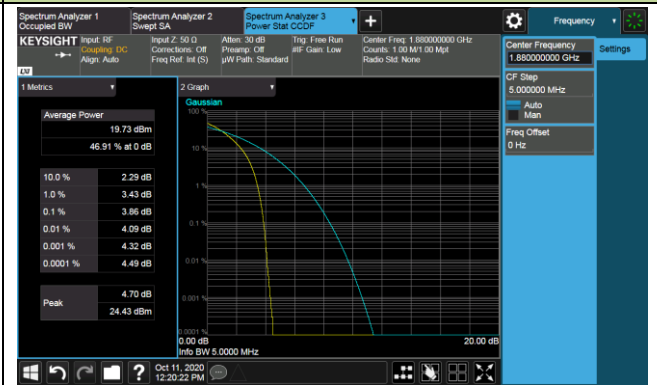 Spectrum Analyzer 1
Occupied BW
Spectrum Analyzer 2
Swept SA
Spectrum Analyzer 3
Power Stat CCDF
+
Frequency
KEYSIGHT
Input: RF
Coupling: DC
Align: Auto
Input Z: 50 Ω
Corrections: Off
Freq Ref: Int (S)
Atten: 30 dB
Preamp: Off
µW Path: Standard
Trig: Free Run
#IF Gain: Low
Center Freq: 1.880000000 GHz
Counts: 1.00 M/1.00 Mpt
Radio Std: None
LXI
Center Frequency
1.880000000 GHz
Settings
CF Step
5.000000 MHz
Auto
Man
Freq Offset
0 Hz
1 Metrics
Average Power
19.73 dBm
46.91 % at 0 dB
10.0 % 2.29 dB
1.0 % 3.43 dB
0.1 % 3.86 dB
0.01 % 4.09 dB
0.001 % 4.32 dB
0.0001 % 4.49 dB
Peak
4.70 dB
24.43 dBm
2 Graph
Gaussian
100 %
10 %
1 %
0.1 %
0.01 %
0.001 %
0.0001 %
0.00 dB
20.00 dB
Info BW 5.0000 MHz
?
Oct 11, 2020
12:20:22 PM